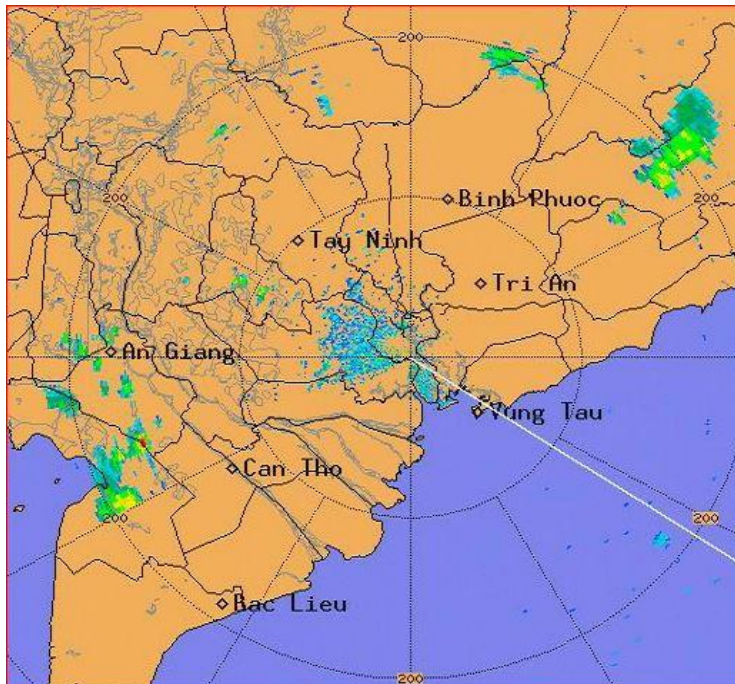 200
Binh Phuoc
200
200
Tay Ninh
Tri An
An Giang
Vung Tau
Can Tho
200
200
Bac Lieu
200